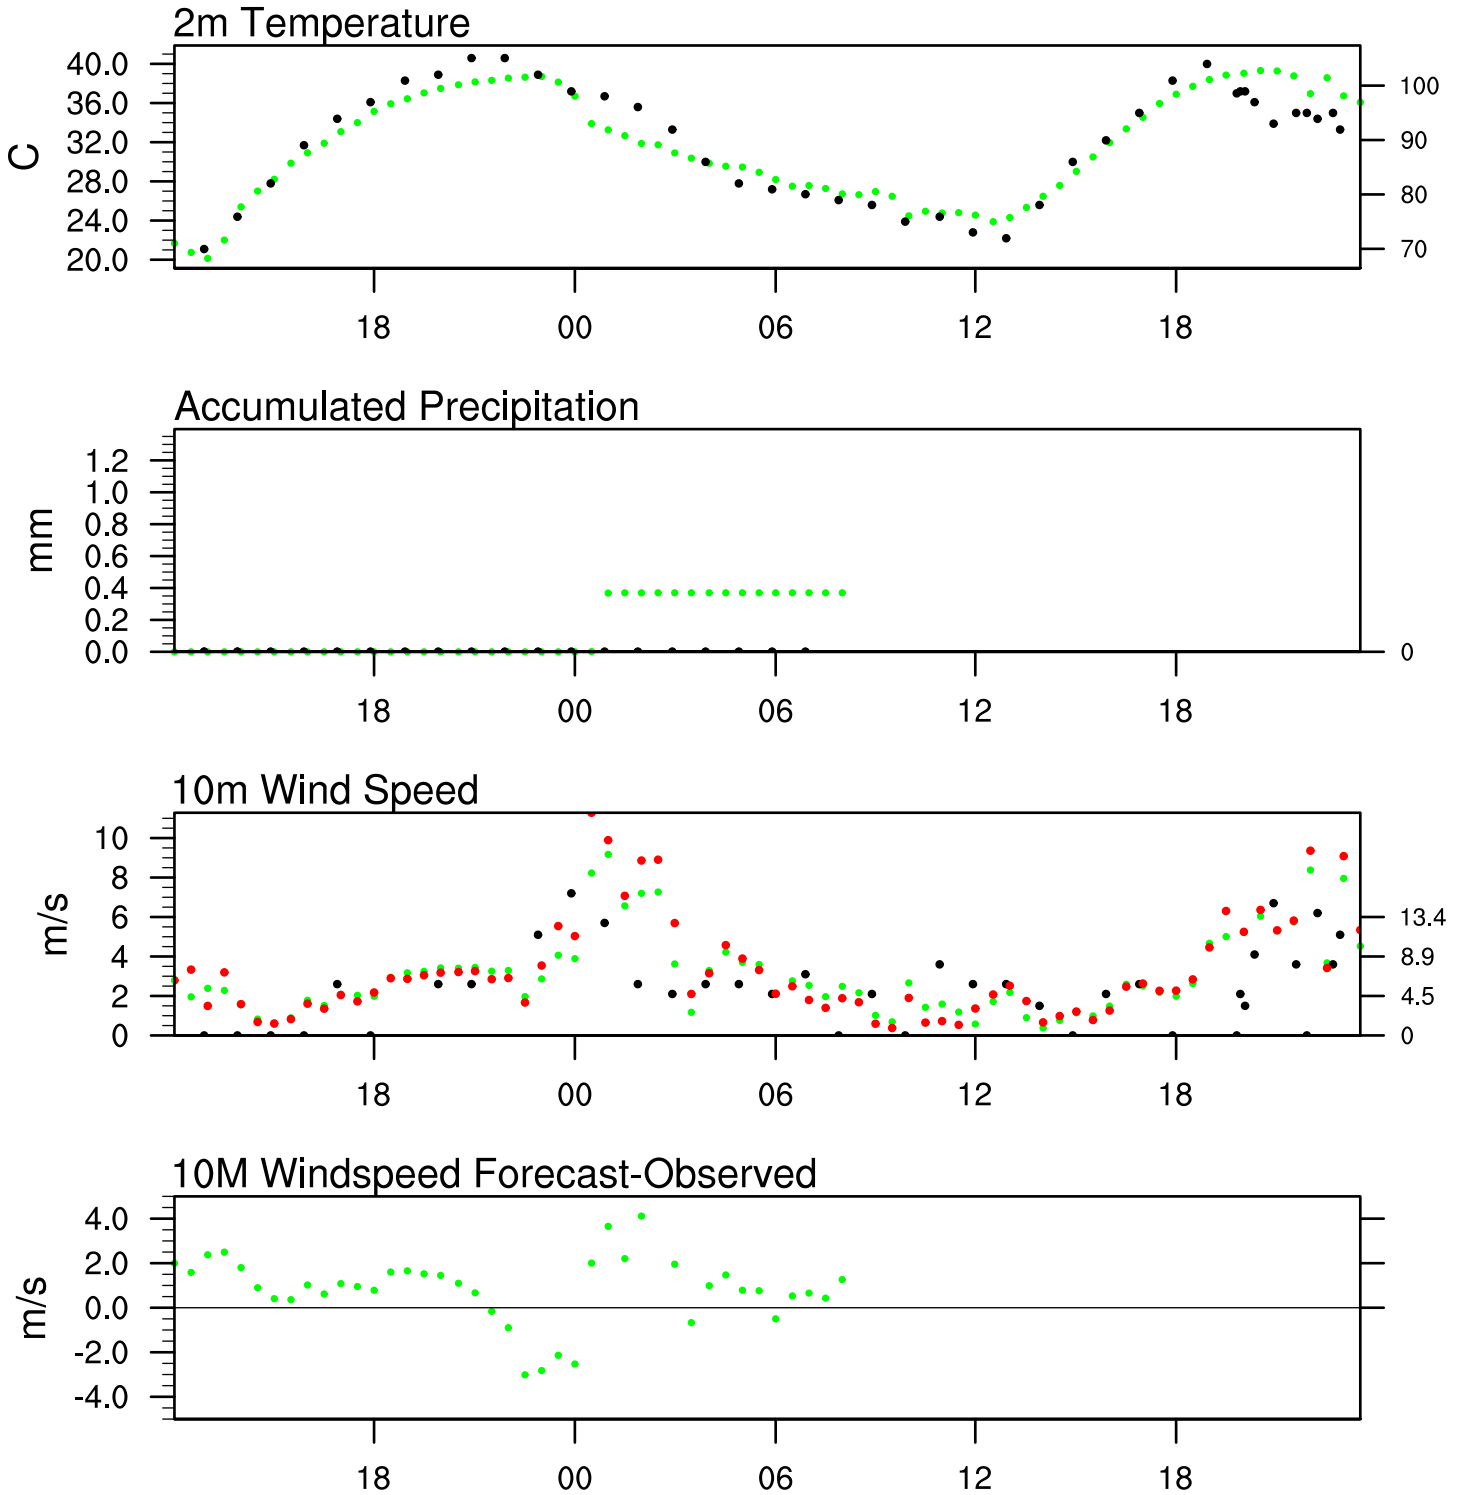 2m Temperature
C
40.0
36.0
32.0
28.0
24.0
20.0
100
90
80
70
18 00 06 12 18
Accumulated Precipitation
mm
1.2
1.0
0.8
0.6
0.4
0.2
0.0
0
18 00 06 12 18
10m Wind Speed
m/s
10
8
6
4
2
0
13.4
8.9
4.5
0
18 00 06 12 18
10M Windspeed Forecast-Observed
m/s
4.0
2.0
0.0
-2.0
-4.0
18 00 06 12 18